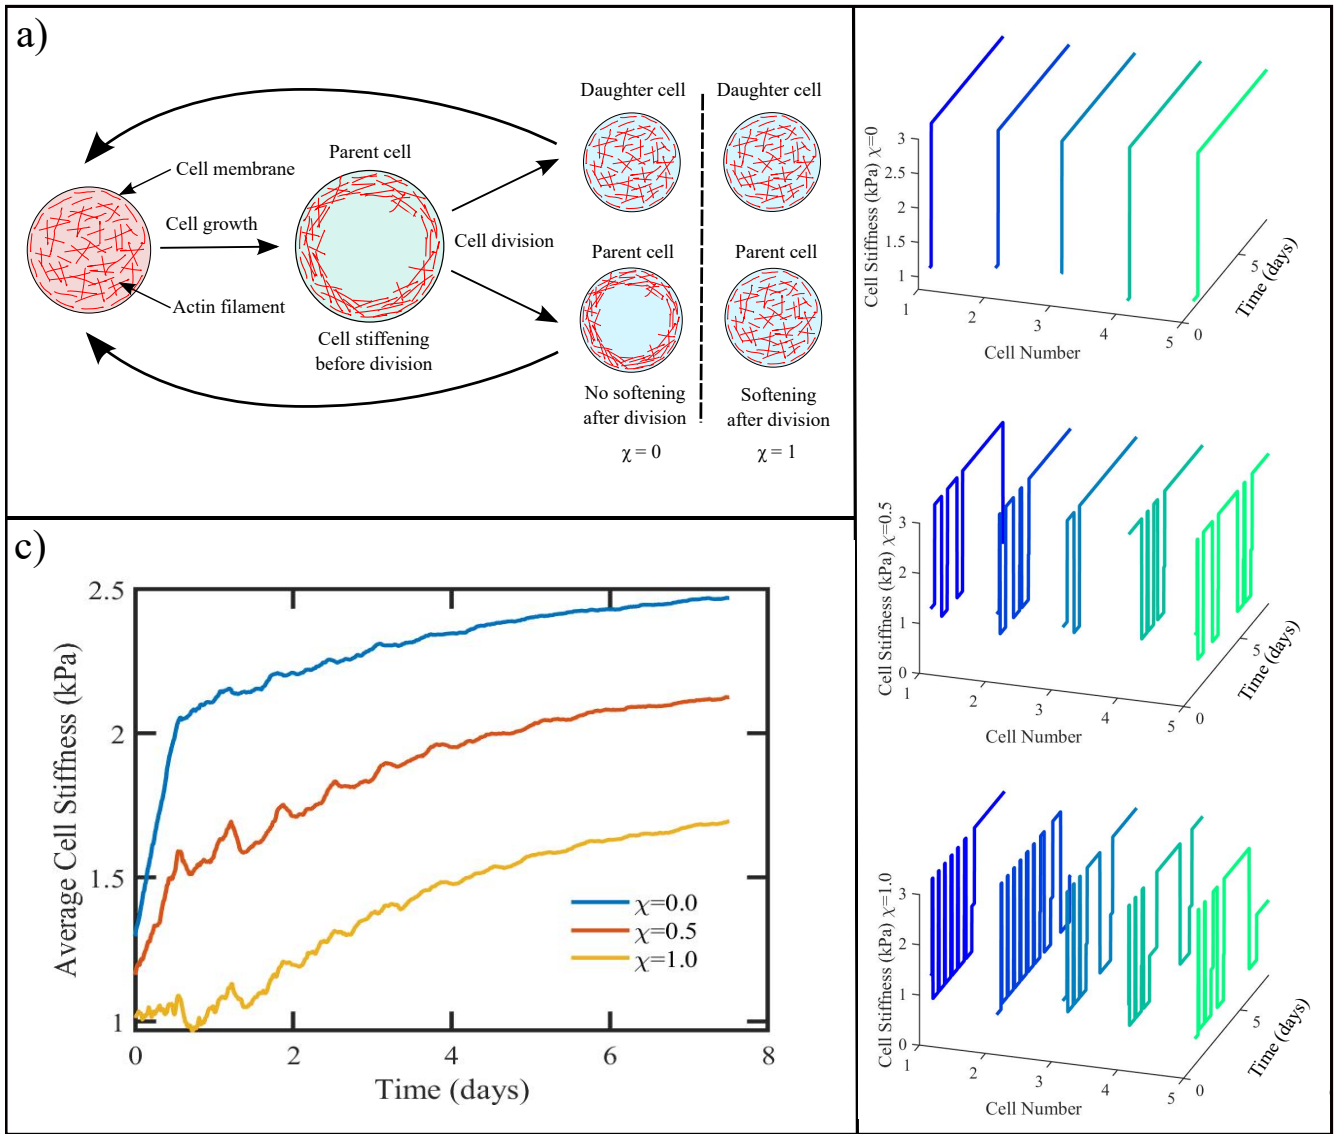 a)
Daughter cell
Daughter cell
Parent cell
Cell membrane
Cell growth
Cell division
Parent cell
Parent cell
Actin filament
Cell stiffening
before division
No softening
after division
Softening
after division
χ = 0
χ = 1
c)
2.5
2
1.5
1
0
2
4
6
8
Average Cell Stiffness (kPa)
Time (days)
χ=0.0
χ=0.5
χ=1.0
Cell Stiffness (kPa) χ=0
3
2.5
2
1.5
1
1
2
3
4
5
0
5
Cell Number
Time (days)
Cell Stiffness (kPa) χ=0.5
3
2
1
0
1
2
3
4
5
0
5
Cell Number
Time (days)
Cell Stiffness (kPa) χ=1.0
3
2
1
0
1
2
3
4
5
0
5
Cell Number
Time (days)